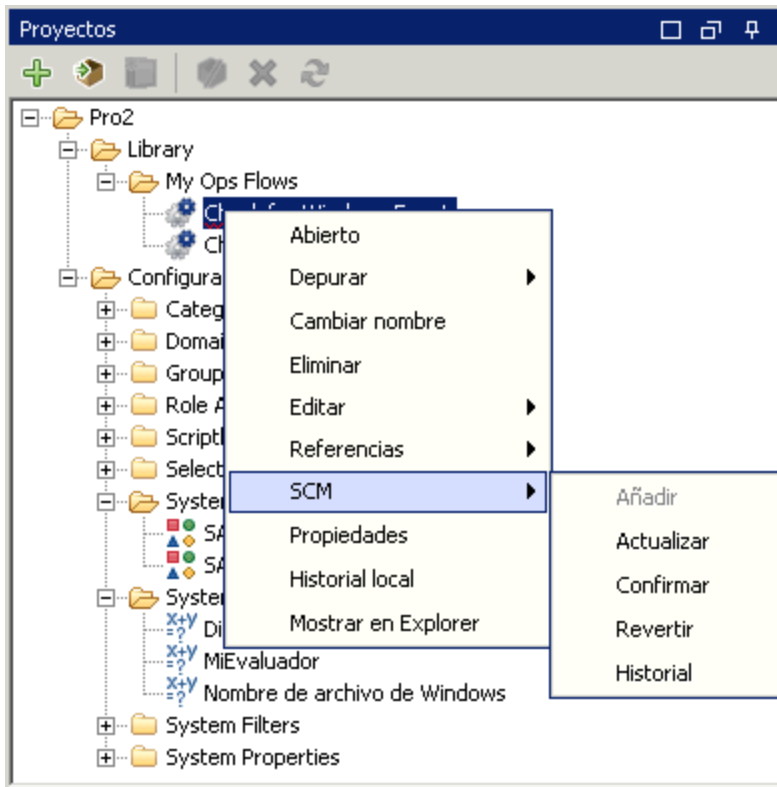 Proyectos
Pro2
Library
My Ops Flows
Configura
Categ
Domai
Group
Role A
Script
Select
Syste
SA
SA
Syste
Di
MiEvaluador
Nombre de archivo de Windows
System Filters
System Properties
Abierto
Depurar
Cambiar nombre
Eliminar
Editar
Referencias
SCM
Propiedades
Historial local
Mostrar en Explorer
Añadir
Actualizar
Confirmar
Revertir
Historial